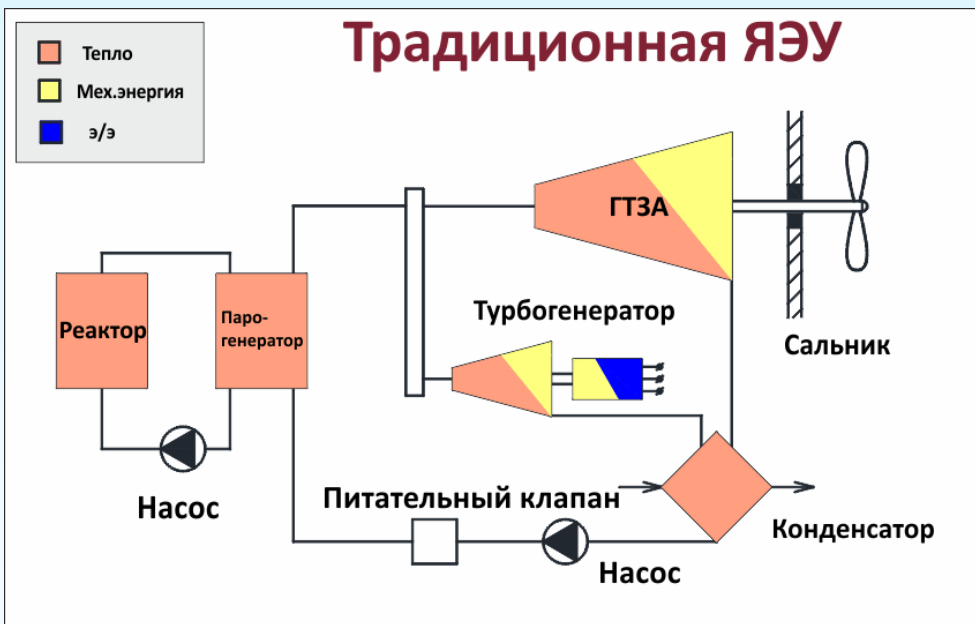 Традиционная ЯЭУ
Тепло
Мех.энергия
э/э
ГТЗА
Турбогенератор
Сальник
Реактор
Паро-
генератор
Насос
Питательный клапан
Конденсатор
Насос